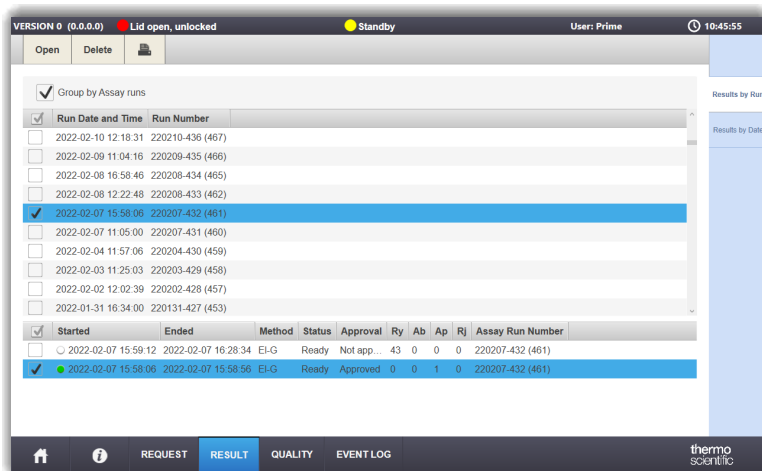 VERSION 0 (0.0.0.0) Lid open, unlocked Standby User: Prime 10:45:55
Open Delete
Group by Assay runs
Results by Run
Results by Date
Run Date and Time Run Number
2022-02-10 12:18:31 220210-436 (467)
2022-02-09 11:04:16 220209-435 (466)
2022-02-08 16:58:46 220208-434 (465)
2022-02-08 12:22:48 220208-433 (462)
2022-02-07 15:58:06 220207-432 (461)
2022-02-07 11:05:00 220207-431 (460)
2022-02-04 11:57:06 220204-430 (459)
2022-02-03 11:25:03 220203-429 (458)
2022-02-02 12:02:39 220202-428 (457)
2022-01-31 16:34:00 220131-427 (453)
Started Ended Method Status Approval Ry Ab Ap Rj Assay Run Number
2022-02-07 15:59:12 2022-02-07 16:28:34 EI-G Ready Not app... 43 0 0 0 220207-432 (461)
2022-02-07 15:58:06 2022-02-07 15:58:56 EI-G Ready Approved 0 0 1 0 220207-432 (461)
REQUEST RESULT QUALITY EVENT LOG
thermo
scientific